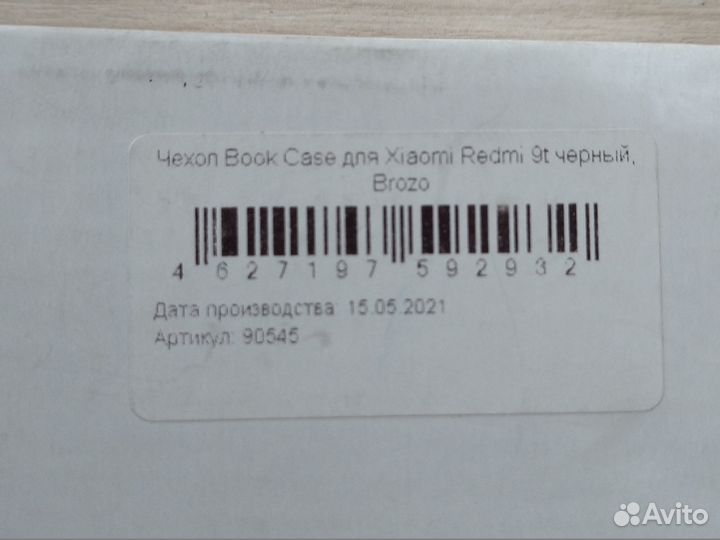 Чехол Book Case для Xiaomi Redmi 9t черный,
Brozo
4 627197 592932
Дата производства: 15.05.2021
Артикул: 90545
Avito